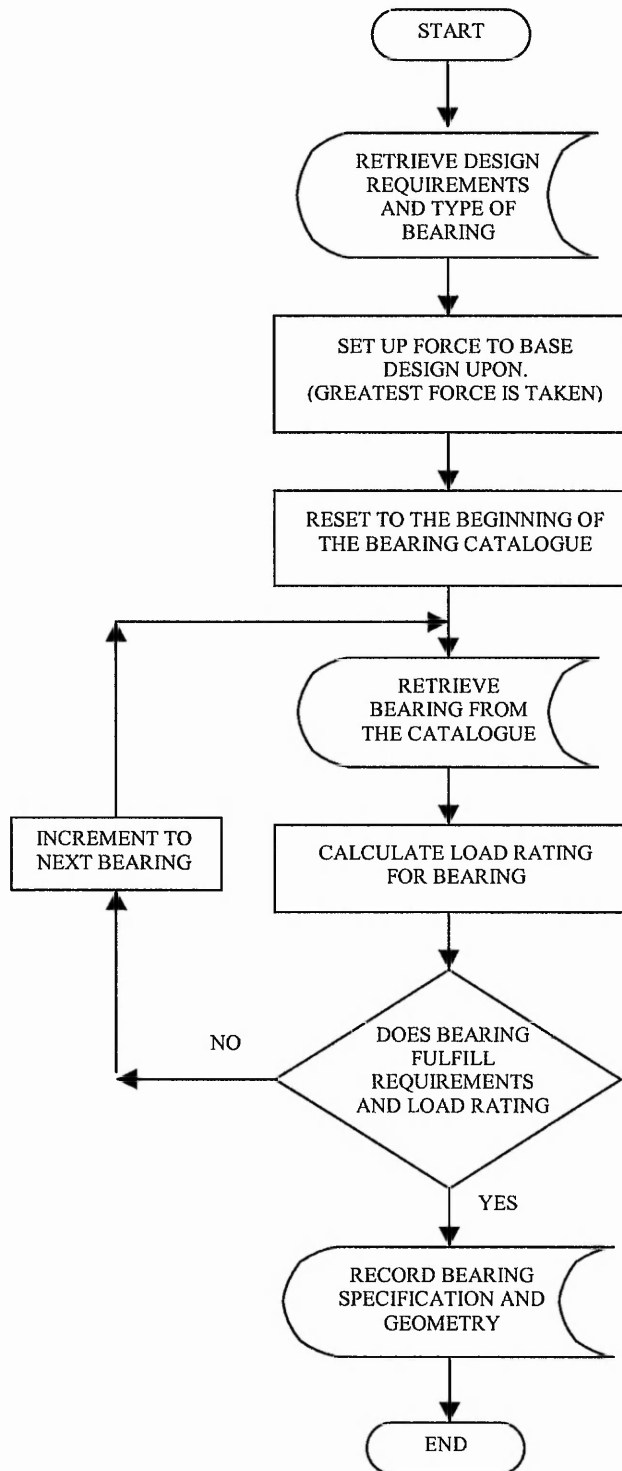 START
RETRIEVE DESIGN
REQUIREMENTS
AND TYPE OF
BEARING
SET UP FORCE TO BASE
DESIGN UPON.
(GREATEST FORCE IS TAKEN)
RESET TO THE BEGINNING OF
THE BEARING CATALOGUE
RETRIEVE
BEARING FROM
THE CATALOGUE
INCREMENT TO
NEXT BEARING
CALCULATE LOAD RATING
FOR BEARING
NO
DOES BEARING
FULFILL
REQUIREMENTS
AND LOAD RATING
YES
RECORD BEARING
SPECIFICATION AND
GEOMETRY
END